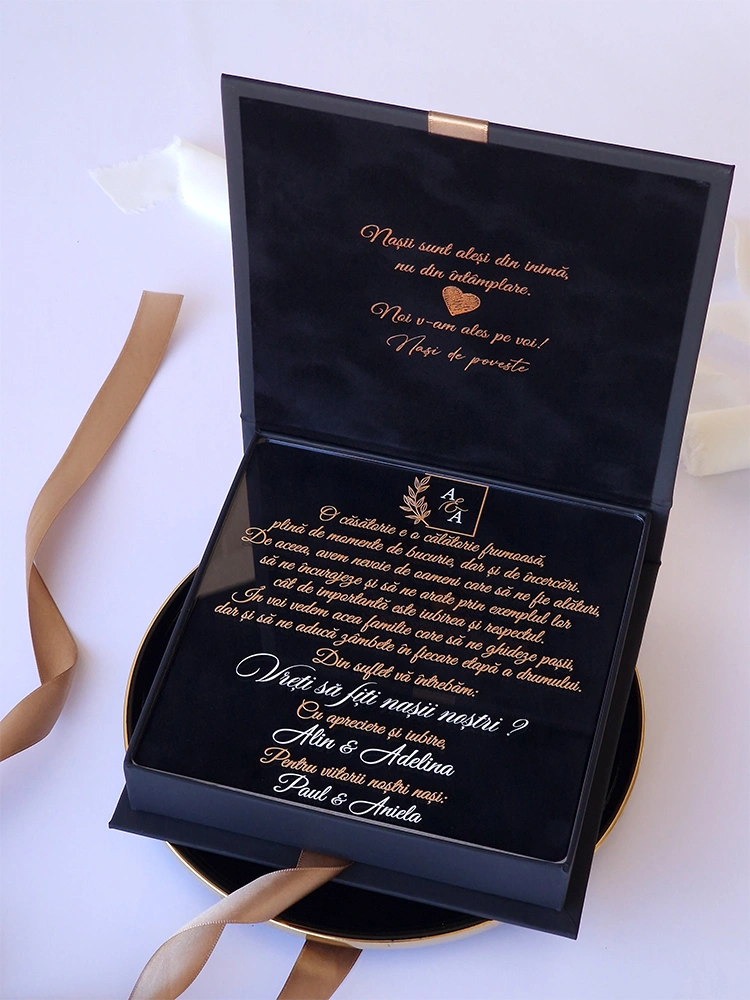 Nașii sunt aleși din inimă,
nu din întâmplare.
Noi v-am ales pe voi!
Nași de poveste
A
&
A
O căsătorie e o călătorie frumoasă,
plină de momente de bucurie, dar și de încercări.
De aceea, avem nevoie de oameni care să ne fie alături,
să ne încurajeze și să ne arate prin exemplul lor
cât de importantă este iubirea și respectul.
În voi vedem acea familie care să ne ghideze pașii,
dar și să ne aducă zâmbete în fiecare etapă a drumului.
Din suflet vă întrebăm:
Vreți să fiți nașii noștri ?
Cu apreciere și iubire,
Alin & Adelina
Pentru viitorii noștri nași:
Paul & Aniela